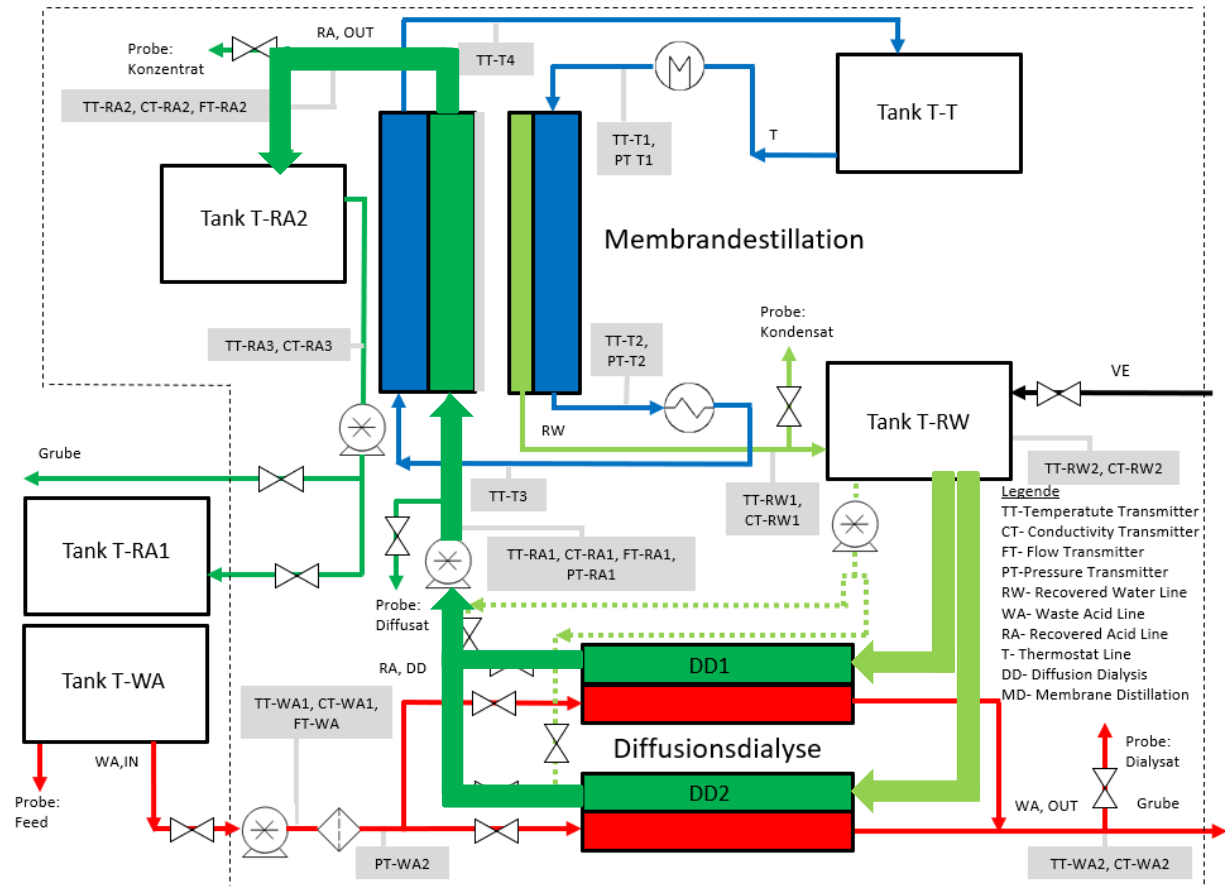 Probe:
Konzentrat
RA, OUT
TT-T4
TT-RA2, CT-RA2, FT-RA2
TT-T1,
PT T1
T
Tank T-T
Tank T-RA2
Membrandestillation
TT-RA3, CT-RA3
TT-T2,
PT-T2
Probe:
Kondensat
VE
RW
Tank T-RW
Grube
TT-T3
TT-RW1,
CT-RW1
TT-RW2, CT-RW2
Tank T-RA1
TT-RA1, CT-RA1, FT-RA1,
PT-RA1
Legende
TT-Temperatute Transmitter
CT- Conductivity Transmitter
FT- Flow Transmitter
PT-Pressure Transmitter
RW- Recovered Water Line
WA- Waste Acid Line
RA- Recovered Acid Line
T- Thermostat Line
DD- Diffusion Dialysis
MD- Membrane Distillation
Probe:
Diffusat
RA, DD
DD1
Tank T-WA
TT-WA1, CT-WA1,
FT-WA
Diffusionsdialyse
WA,IN
Probe:
Feed
DD2
Probe:
Dialysat
WA, OUT
Grube
PT-WA2
TT-WA2, CT-WA2
M